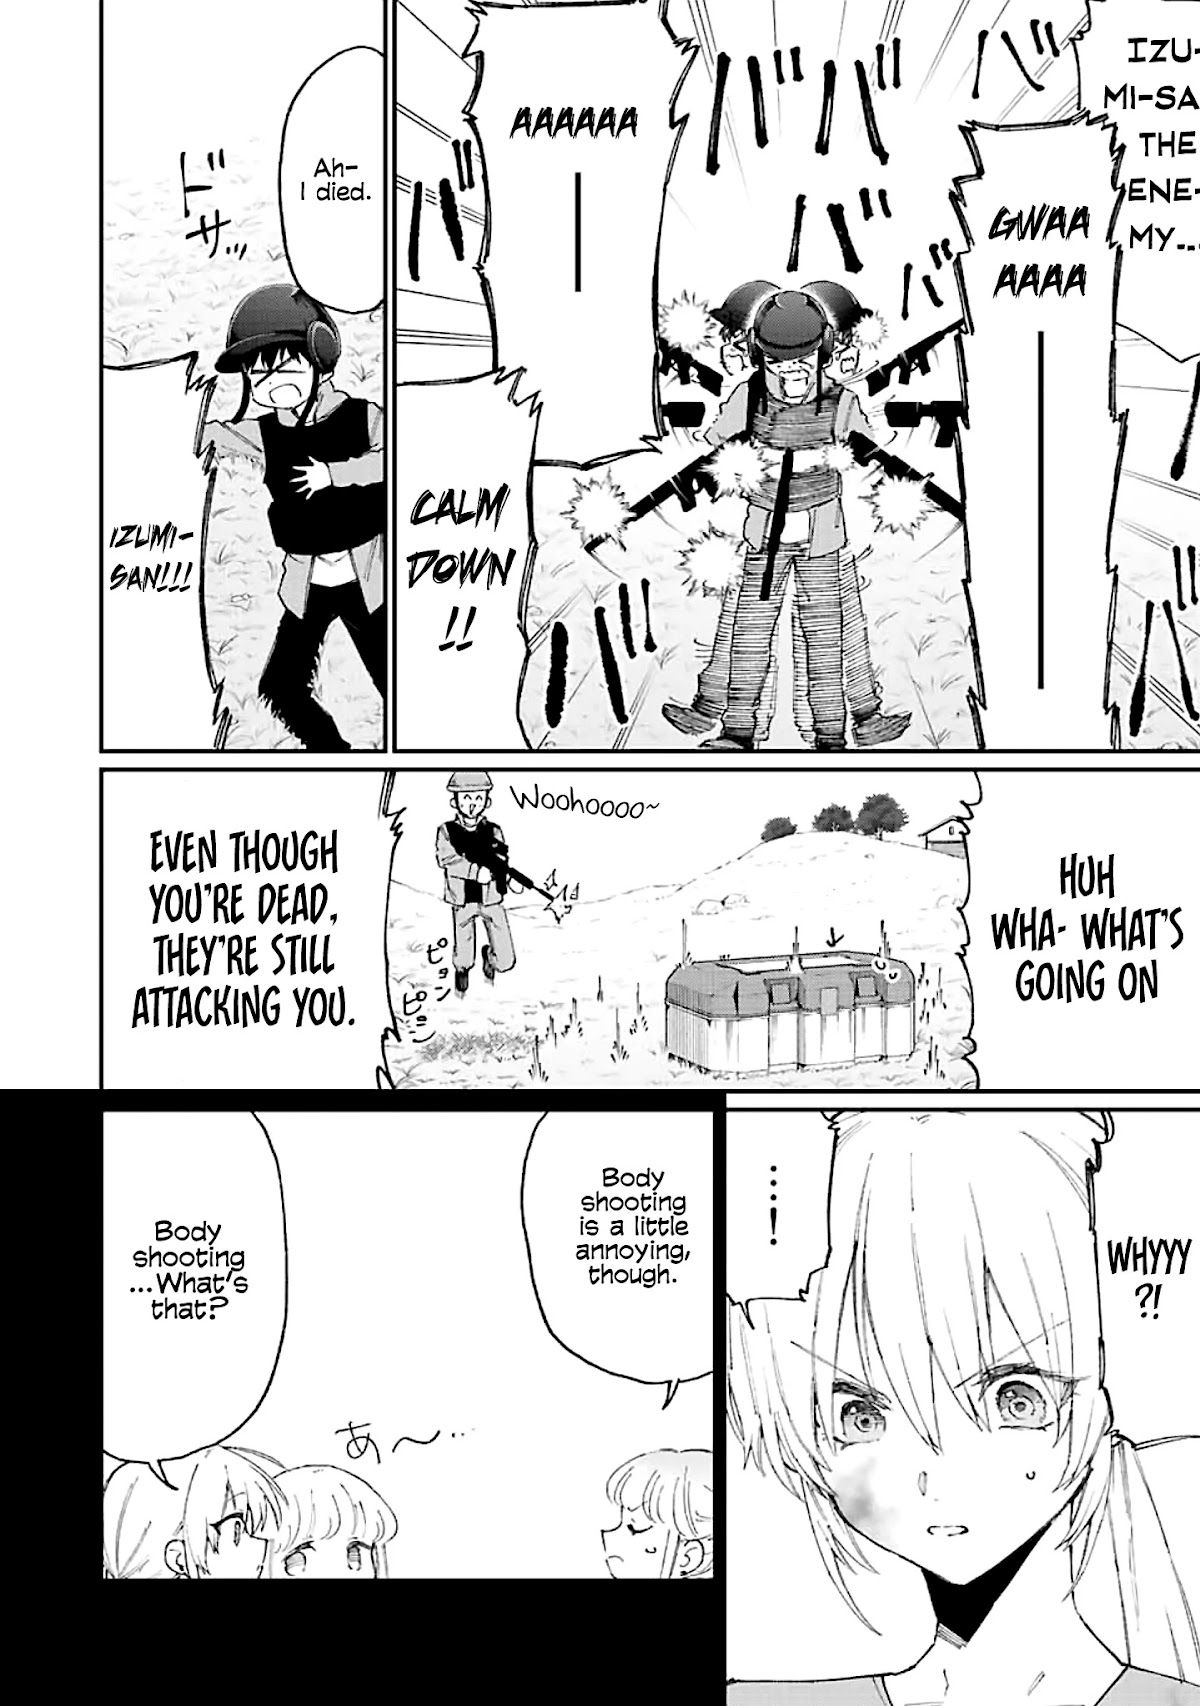 IZU-
MI-SA
THE
ENE-
MY...
GWAA
AAAA
ババババババ
AAAAAA
CALM
DOWN
!!
Ah-
I died.
ドサッ
IZUMI-
SAN!!!
HUH
WHA- WHAT'S
GOING ON
Woohoooo~
ピョン
ピョン
EVEN THOUGH
YOU'RE DEAD,
THEY'RE STILL
ATTACKING YOU.
WHYYY
?!
...!
Body
shooting
is a little
annoying,
though.
あ～..
Body
shooting
...What's
that?